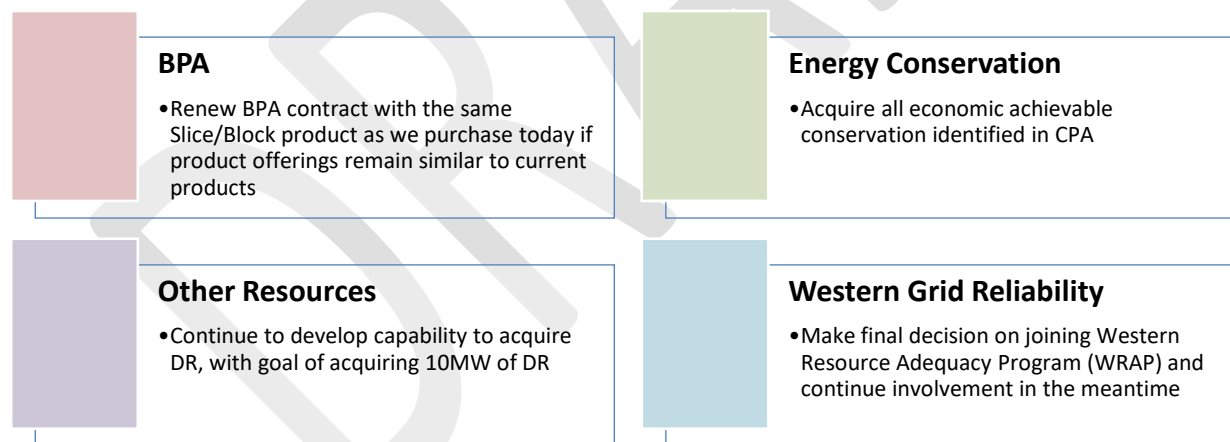 BPA
•Renew BPA contract with the same
Slice/Block product as we purchase today if
product offerings remain similar to current
products
Energy Conservation
•Acquire all economic achievable
conservation identified in CPA
Other Resources
•Continue to develop capability to acquire
DR, with goal of acquiring 10MW of DR
Western Grid Reliability
•Make final decision on joining Western
Resource Adequacy Program (WRAP) and
continue involvement in the meantime